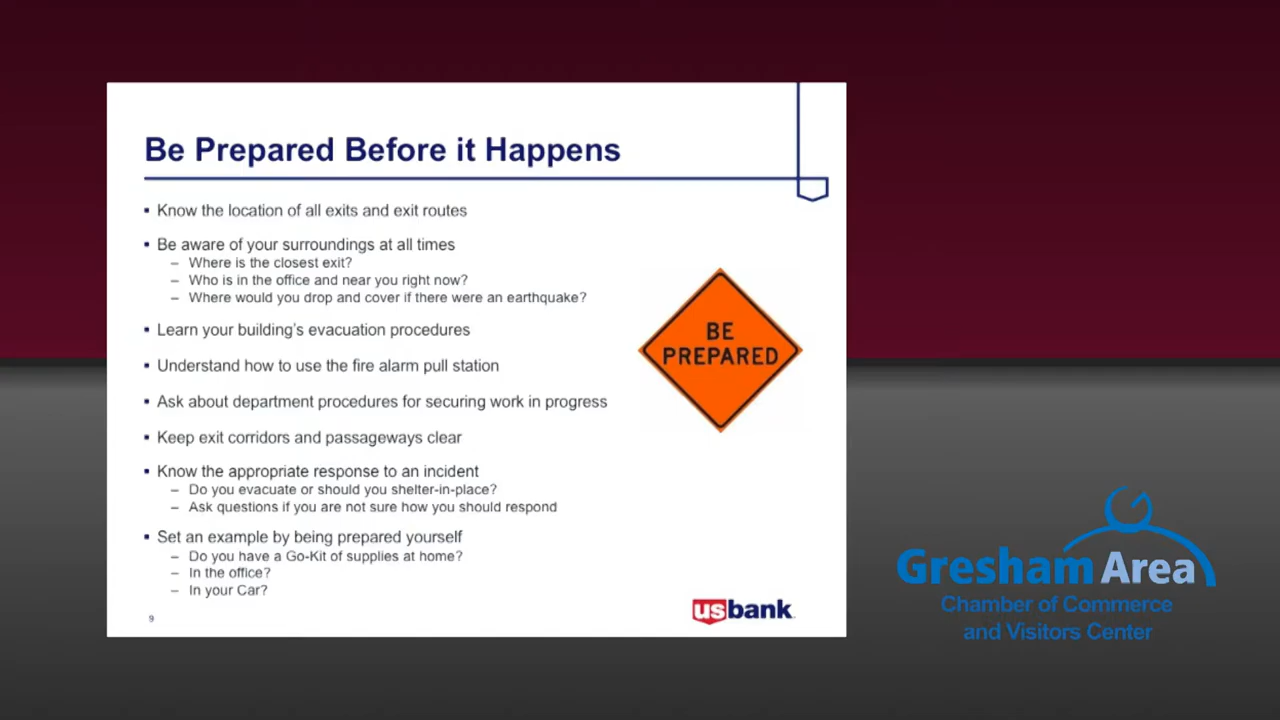 Be Prepared Before it Happens
▪ Know the location of all exits and exit routes
▪ Be aware of your surroundings at all times
– Where is the closest exit?
– Who is in the office and near you right now?
– Where would you drop and cover if there were an earthquake?
▪ Learn your building’s evacuation procedures
▪ Understand how to use the fire alarm pull station
▪ Ask about department procedures for securing work in progress
▪ Keep exit corridors and passageways clear
▪ Know the appropriate response to an incident
– Do you evacuate or should you shelter-in-place?
– Ask questions if you are not sure how you should respond
▪ Set an example by being prepared yourself
– Do you have a Go-Kit of supplies at home?
– In the office?
– In your Car?
BE
PREPARED
9
usbank
Gresham Area
Chamber of Commerce
and Visitors Center